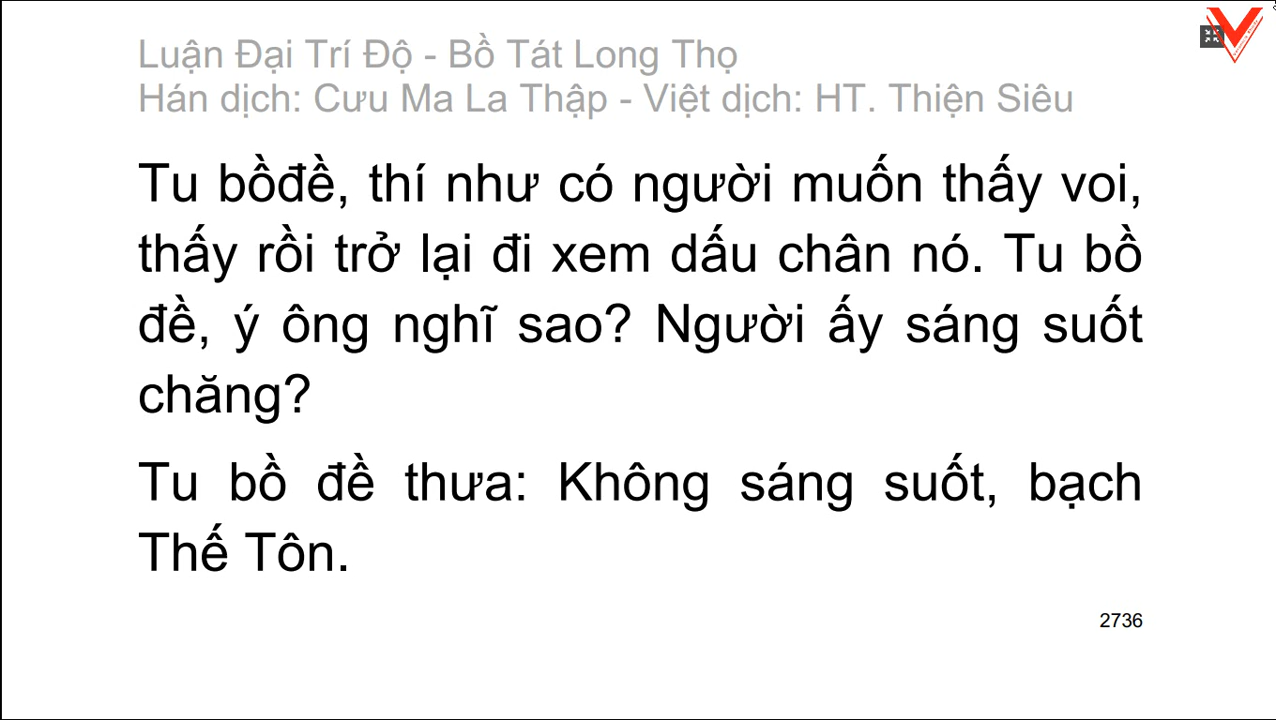 Luận Đại Trí Độ - Bồ Tát Long Thọ
Hán dịch: Cưu Ma La Thập - Việt dịch: HT. Thiện Siêu
Tu bồđề, thí như có người muốn thấy voi,
thấy rồi trở lại đi xem dấu chân nó. Tu bồ
đề, ý ông nghĩ sao? Người ấy sáng suốt
chăng?
Tu bồ đề thưa: Không sáng suốt, bạch
Thế Tôn.
2736